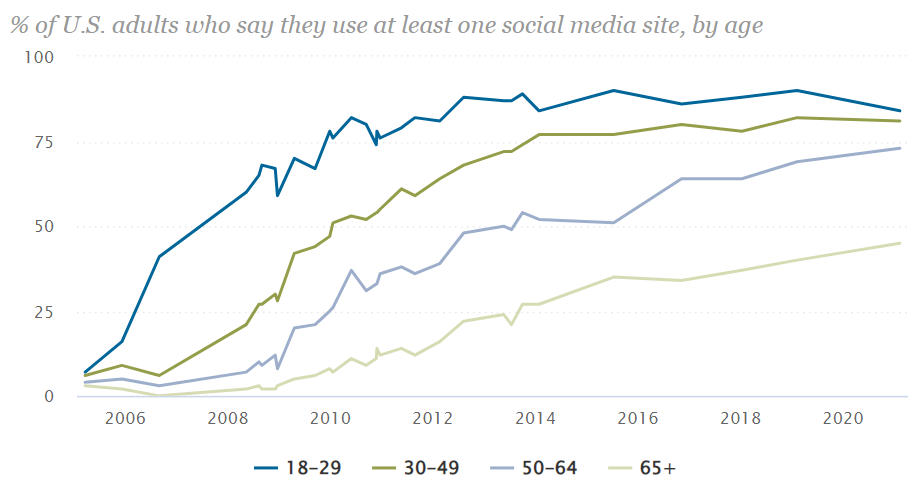 % of U.S. adults who say they use at least one social media site, by age
100
75
50
25
0
2006 2008 2010 2012 2014 2016 2018 2020
18–29 30–49 50–64 65+